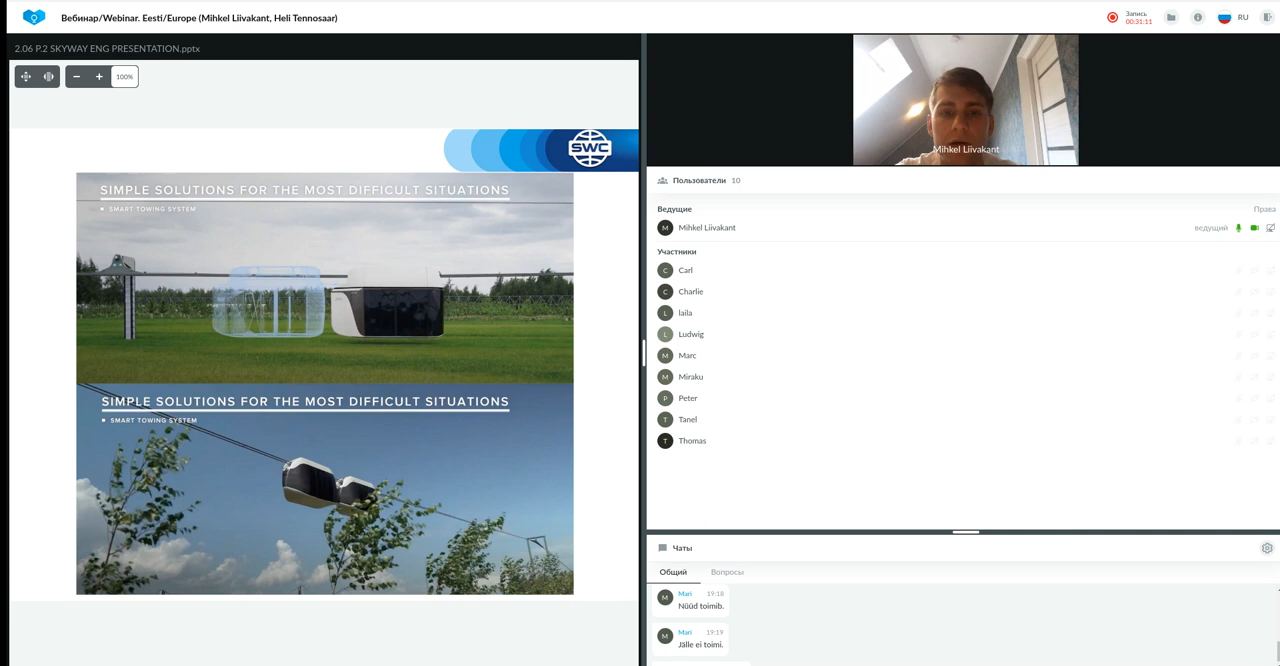 Вебинар/Webinar. Eesti/Europe (Mihkel Liivakant, Heli Tennosaar)
Запись
00:31:11
RU
2.06 P.2 SKYWAY ENG PRESENTATION.pptx
100%
SWC
SIMPLE SOLUTIONS FOR THE MOST DIFFICULT SITUATIONS
SMART TOWING SYSTEM
SIMPLE SOLUTIONS FOR THE MOST DIFFICULT SITUATIONS
SMART TOWING SYSTEM
Mihkel Liivakant
Пользователи 10
Ведущие Права
M Mihkel Liivakant ведущий
Участники
C Carl
C Charlie
L laila
L Ludwig
M Marc
M Miraku
P Peter
T Tanel
T Thomas
Чаты
Общий Вопросы
M Mari 19:18
Nüüd toimib.
M Mari 19:19
Jälle ei toimi.